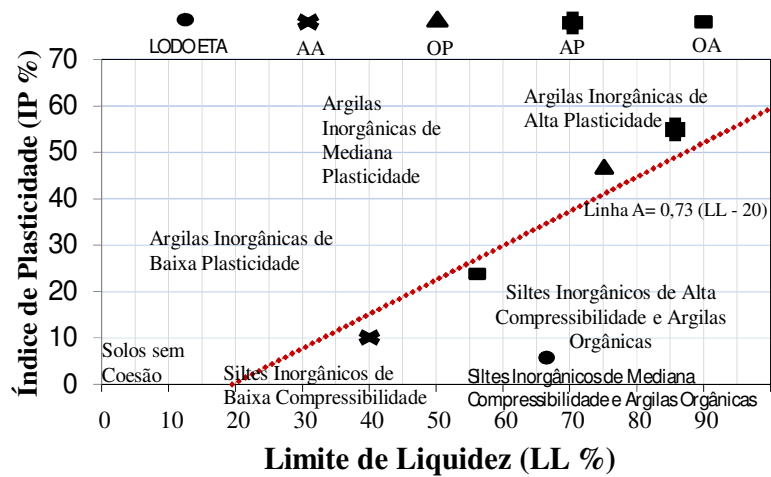 LODO ETA AA OP AP OA
Índice de Plasticidade (IP %)
70
60
50
40
30
20
10
0
Argilas
Inorgânicas de
Mediana
Plasticidade
Argilas Inorgânicas de
Alta Plasticidade
Linha A= 0,73 (LL - 20)
Argilas Inorgânicas de
Baixa Plasticidade
Siltes Inorgânicos de Alta
Compressibilidade e Argilas
Orgânicas
Solos sem
Coesão
Siltes Inorgânicos de
Baixa Compressibilidade
Siltes Inorgânicos de Mediana
Compressibilidade e Argilas Orgânicas
0 10 20 30 40 50 60 70 80 90
Limite de Liquidez (LL %)